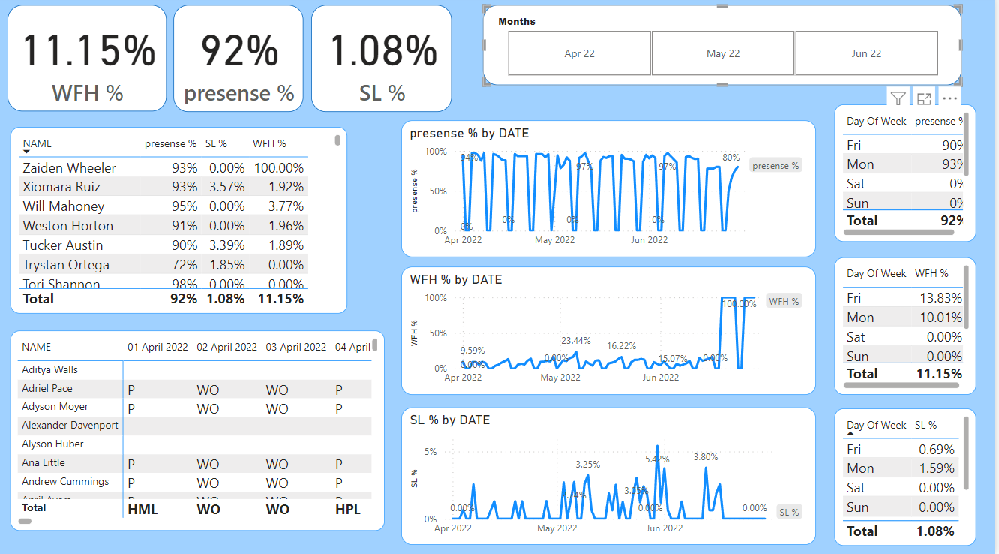 11.15%
WFH %
92%
presense %
1.08%
SL %
Months
Apr 22
May 22
Jun 22
NAME presense % SL % WFH %
Zaiden Wheeler 93% 0.00% 100.00%
Xiomara Ruiz 93% 3.57% 1.92%
Will Mahoney 95% 0.00% 3.77%
Weston Horton 91% 0.00% 1.96%
Tucker Austin 90% 3.39% 1.89%
Trystan Ortega 72% 1.85% 0.00%
Tori Shannon 98% 0.00% 0.00%
Total 92% 1.08% 11.15%
NAME 01 April 2022 02 April 2022 03 April 2022 04 April
Aditya Walls
Adriel Pace P WO WO P
Adyson Moyer P WO WO P
Alexander Davenport
Alyson Huber
Ana Little P WO WO P
Andrew Cummings P WO WO P
Total HML WO WO HPL
presense % by DATE
presense %
100%
50%
0%
94%
0%
0%
97%
0%
97%
0%
80%
presense %
Apr 2022 May 2022 Jun 2022
WFH % by DATE
WFH %
100%
50%
0%
9.59%
0.00%
0.00%
23.44%
16.22%
15.07%
0.00%
100.00%
WFH %
Apr 2022 May 2022 Jun 2022
SL % by DATE
SL %
5%
0%
0.00%
2.74%
3.25%
3.05%
0.00%
5.42%
3.80%
0.00%
SL %
Apr 2022 May 2022 Jun 2022
Day Of Week presense %
Fri 90%
Mon 93%
Sat 0%
Sun 0%
Total 92%
Day Of Week WFH %
Fri 13.83%
Mon 10.01%
Sat 0.00%
Sun 0.00%
Total 11.15%
Day Of Week SL %
Fri 0.69%
Mon 1.59%
Sat 0.00%
Sun 0.00%
Total 1.08%